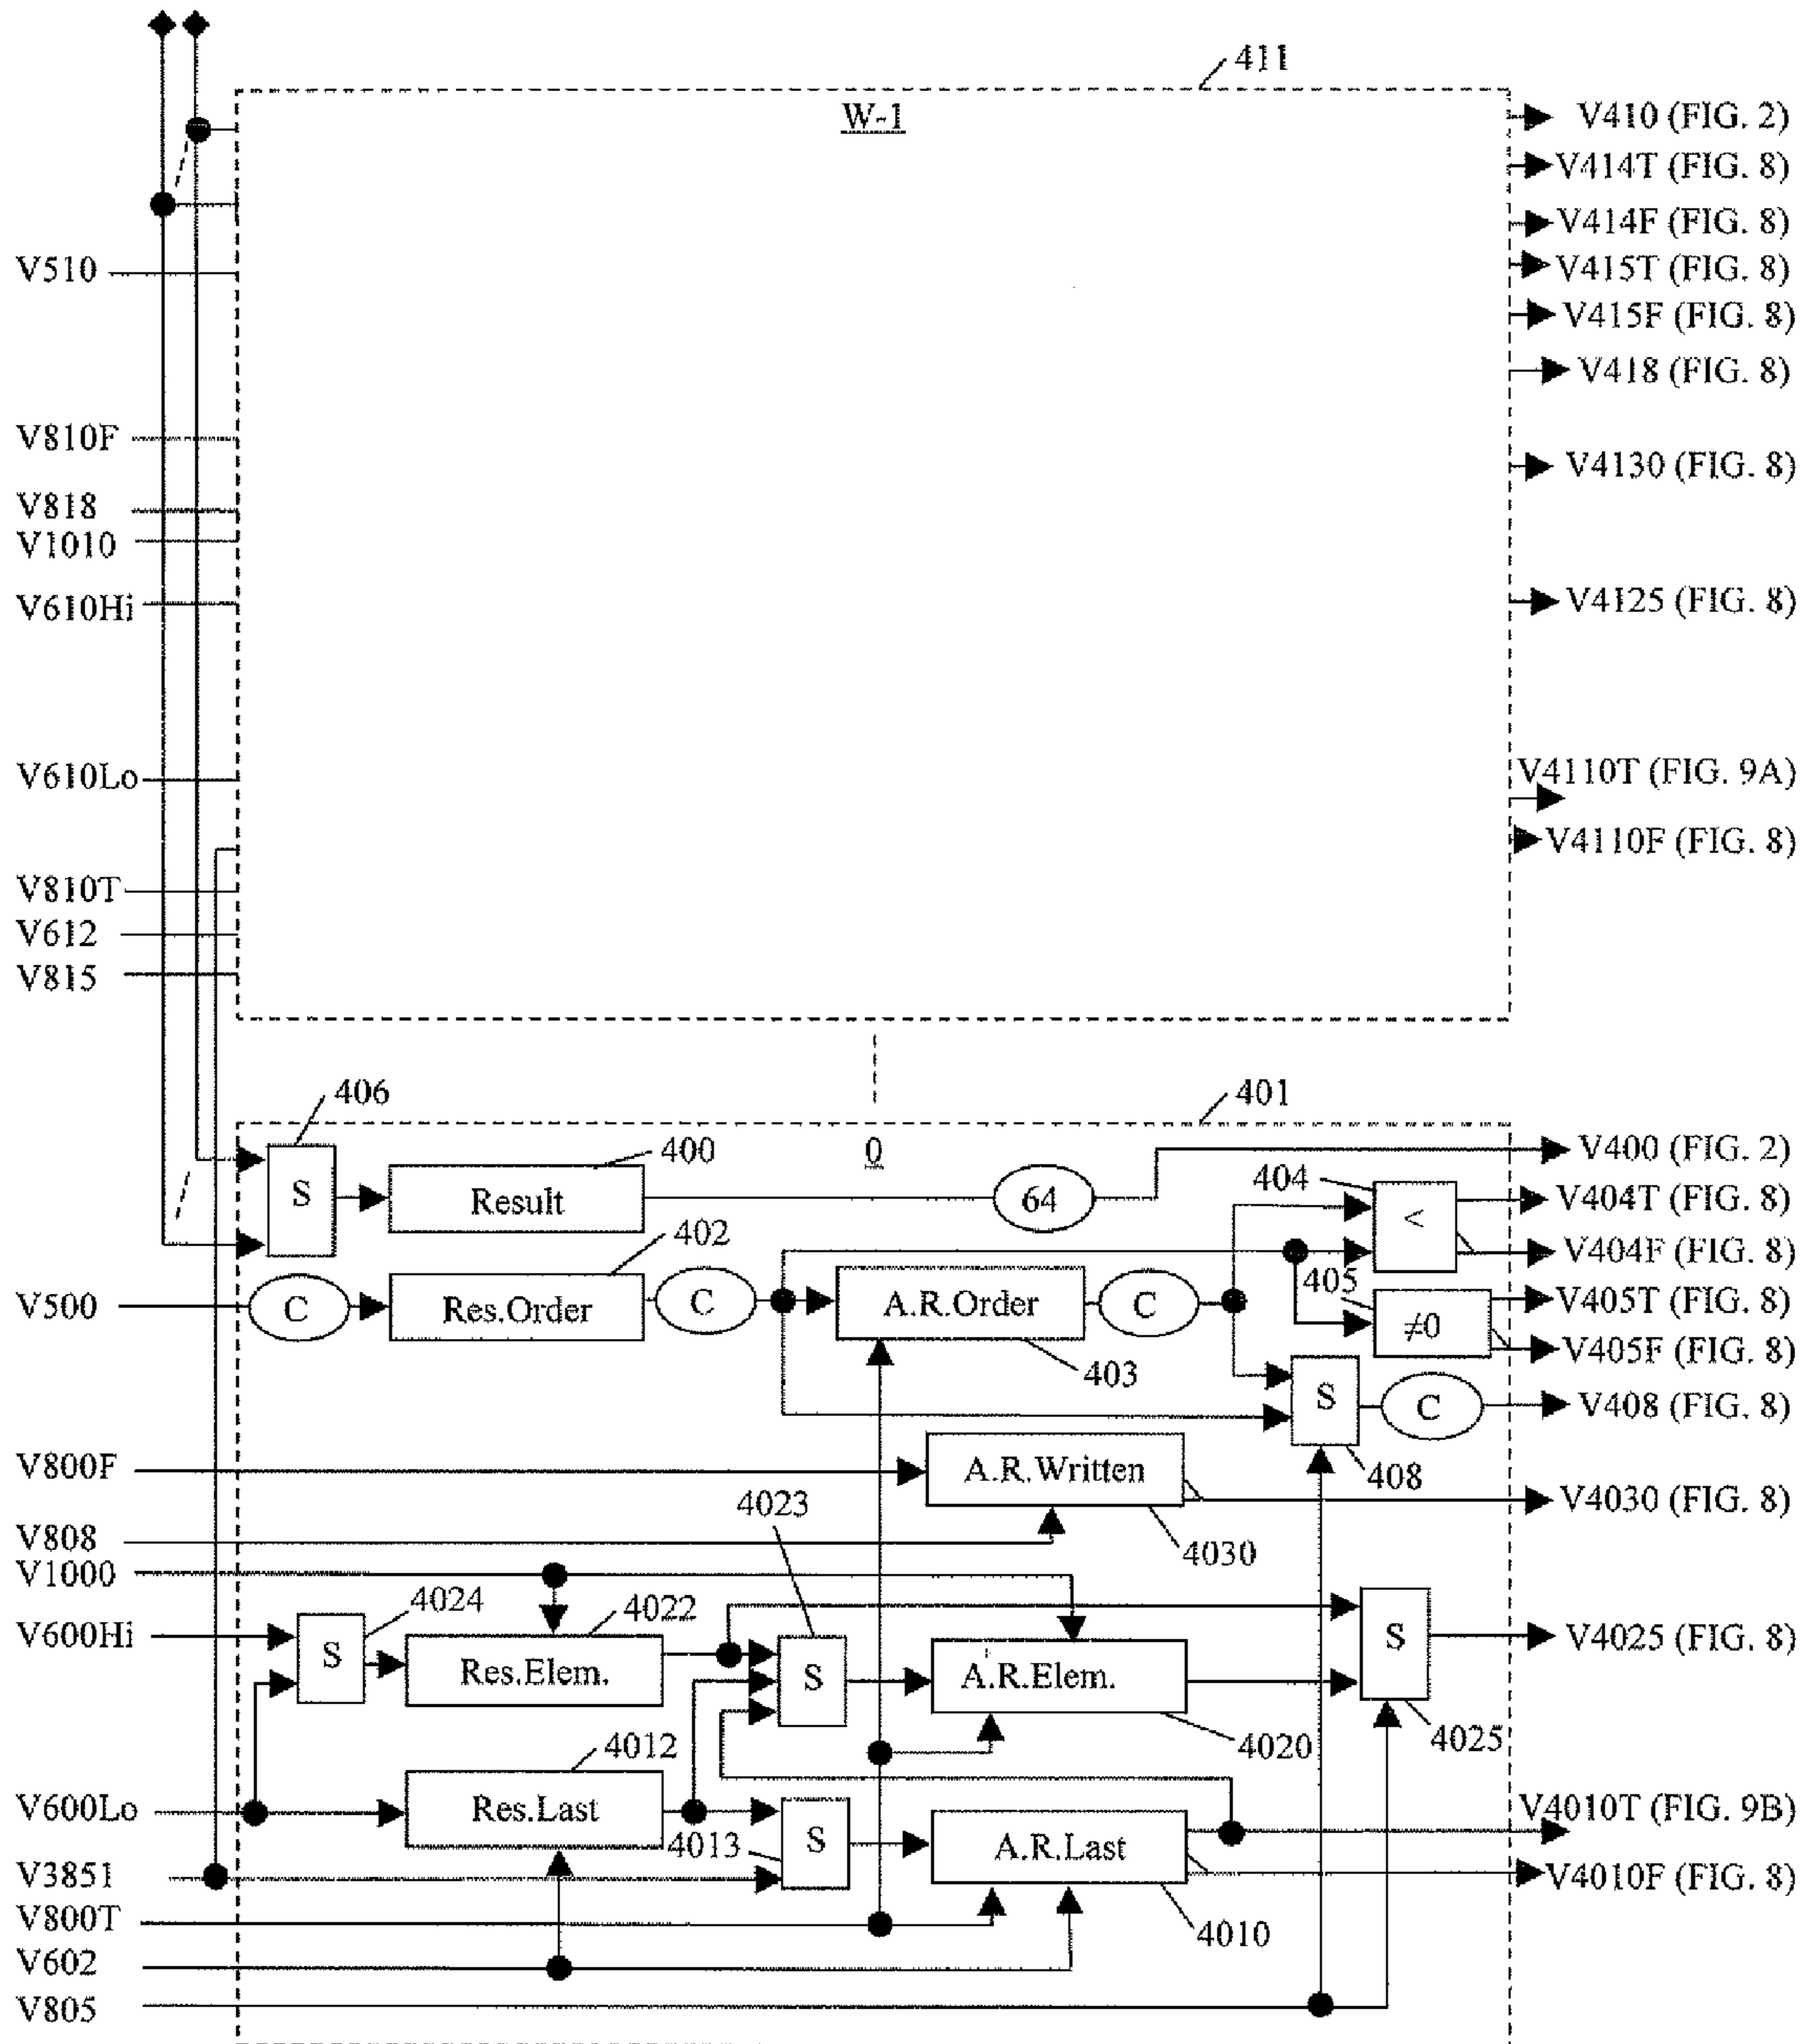 411
W-1
V410 (FIG. 2)
V414T (FIG. 8)
V414F (FIG. 8)
V510
V415T (FIG. 8)
V415F (FIG. 8)
V418 (FIG. 8)
V810F
V4130 (FIG. 8)
V818
V1010
V610Hi
V4125 (FIG. 8)
V610Lo
V4110T (FIG. 9A)
V4110F (FIG. 8)
V810T
V612
V815
406
401
400
0
V400 (FIG. 2)
S
Result
64
404
<
V404T (FIG. 8)
402
V404F (FIG. 8)
V500
C
Res.Order
C
A.R.Order
C
405
≠0
V405T (FIG. 8)
V405F (FIG. 8)
403
S
C
V408 (FIG. 8)
V800F
A.R.Written
408
4023
V4030 (FIG. 8)
V808
4030
V1000
4024
4022
V600Hi
S
Res.Elem.
S
A.R.Elem.
S
V4025 (FIG. 8)
4012
4020
4025
V600Lo
Res.Last
4013
S
A.R.Last
V4010T (FIG. 9B)
V3851
V4010F (FIG. 8)
V800T
4010
V602
V805